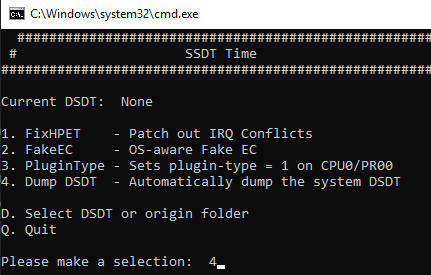 C:\Windows\system32\cmd.exe
######################################################
# SSDT Time
########################################################
Current DSDT: None
1. FixHPET - Patch out IRQ Conflicts
2. FakeEC - OS-aware Fake EC
3. PluginType - Sets plugin-type = 1 on CPU0/PR00
4. Dump DSDT - Automatically dump the system DSDT
D. Select DSDT or origin folder
Q. Quit
Please make a selection: 4